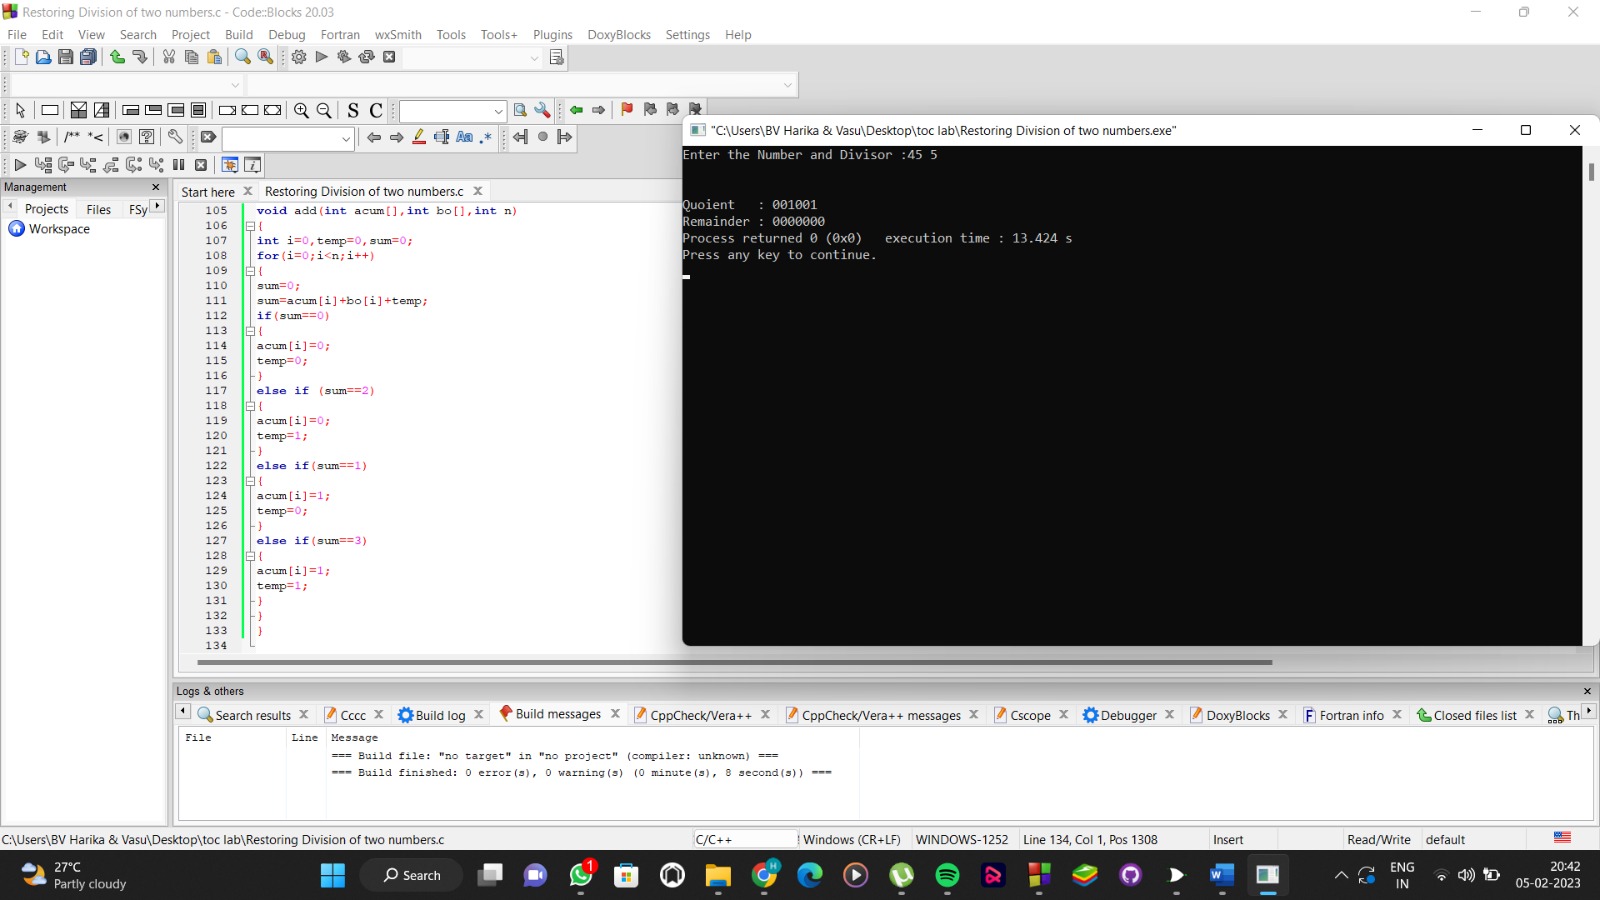 Restoring Division of two numbers.c - Code::Blocks 20.03
File Edit View Search Project Build Debug Fortran wxSmith Tools Tools+ Plugins DoxyBlocks Settings Help
S C
/** *<
Aa .*
Management
Projects Files FSy
Workspace
Start here Restoring Division of two numbers.c
105 void add(int acum[],int bo[],int n)
106 {
107 int i=0,temp=0,sum=0;
108 for(i=0;i<n;i++)
109 {
110 sum=0;
111 sum=acum[i]+bo[i]+temp;
112 if(sum==0)
113 {
114 acum[i]=0;
115 temp=0;
116 }
117 else if (sum==2)
118 {
119 acum[i]=0;
120 temp=1;
121 }
122 else if(sum==1)
123 {
124 acum[i]=1;
125 temp=0;
126 }
127 else if(sum==3)
128 {
129 acum[i]=1;
130 temp=1;
131 }
132 }
133 }
134
"C:\Users\BV Harika & Vasu\Desktop\toc lab\Restoring Division of two numbers.exe"
Enter the Number and Divisor :45 5
Quoient : 001001
Remainder : 0000000
Process returned 0 (0x0) execution time : 13.424 s
Press any key to continue.
Logs & others
Search results Cccc Build log Build messages CppCheck/Vera++ CppCheck/Vera++ messages Cscope Debugger DoxyBlocks Fortran info Closed files list Th
File Line Message
=== Build file: "no target" in "no project" (compiler: unknown) ===
=== Build finished: 0 error(s), 0 warning(s) (0 minute(s), 8 second(s)) ===
C:\Users\BV Harika & Vasu\Desktop\toc lab\Restoring Division of two numbers.c C/C++ Windows (CR+LF) WINDOWS-1252 Line 134, Col 1, Pos 1308 Insert Read/Write default
27°C
Partly cloudy
Search
1
H
ENG
IN
20:42
05-02-2023